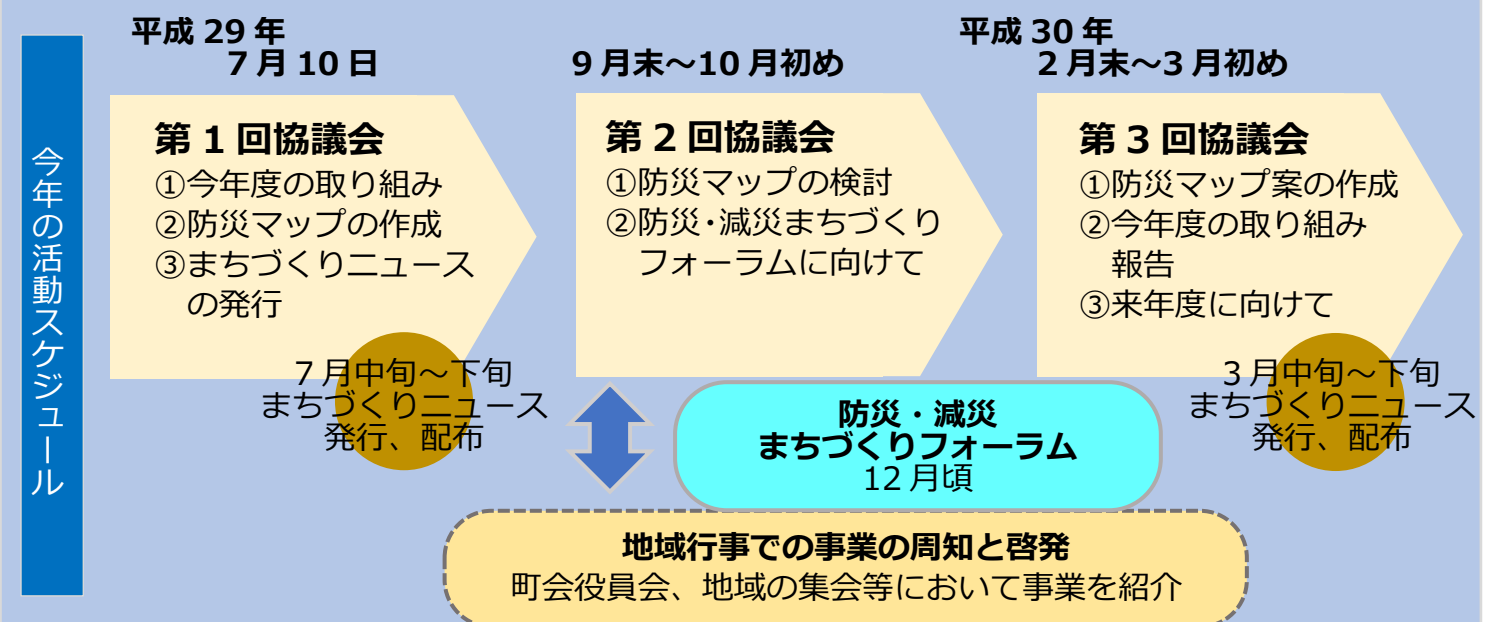 今年の活動スケジュール
平成 29 年
7 月 10 日
第 1 回協議会
①今年度の取り組み
②防災マップの作成
③まちづくりニュース
の発行
7 月中旬～下旬
まちづくりニュース
発行、配布
9 月末～10 月初め
第 2 回協議会
①防災マップの検討
②防災・減災まちづくり
フォーラムに向けて
防災・減災
まちづくりフォーラム
12 月頃
平成 30 年
2 月末～3 月初め
第 3 回協議会
①防災マップ案の作成
②今年度の取り組み
報告
③来年度に向けて
3 月中旬～下旬
まちづくりニュース
発行、配布
地域行事での事業の周知と啓発
町会役員会、地域の集会等において事業を紹介